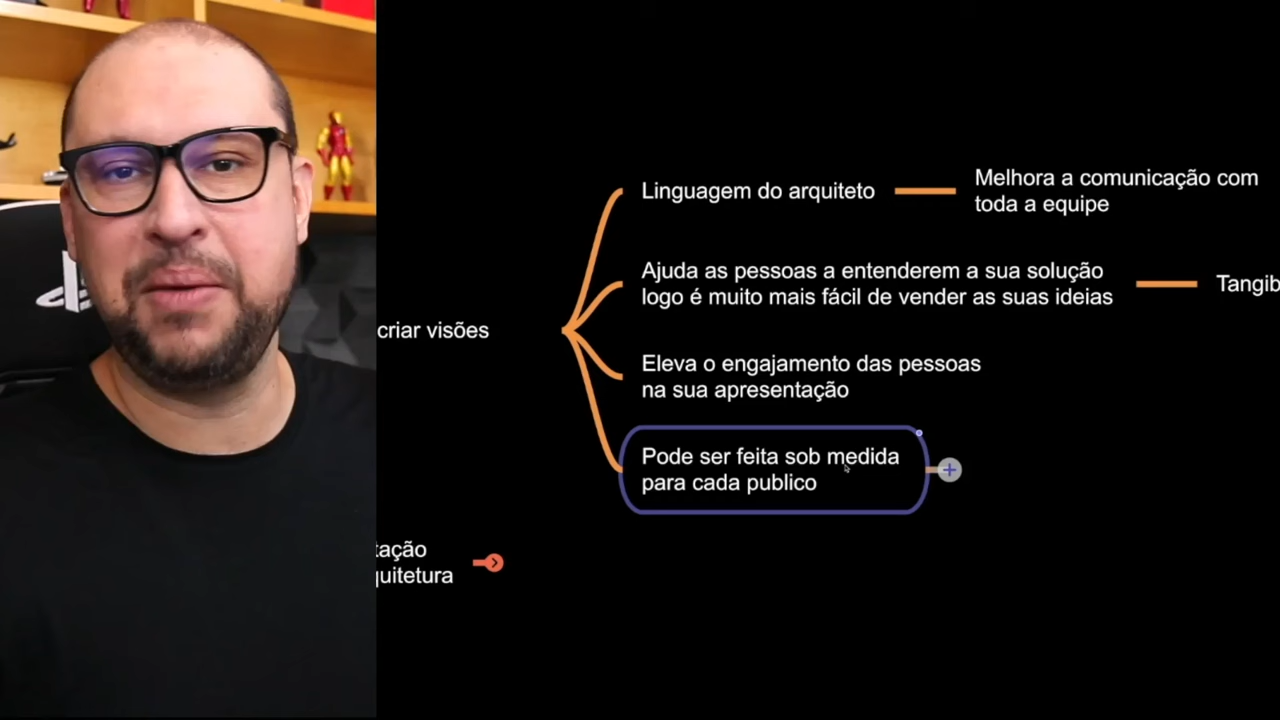 Linguagem do arquiteto
Melhora a comunicação com
toda a equipe
Ajuda as pessoas a entenderem a sua solução
logo é muito mais fácil de vender as suas ideias
criar visões
Eleva o engajamento das pessoas
na sua apresentação
Pode ser feita sob medida
para cada publico